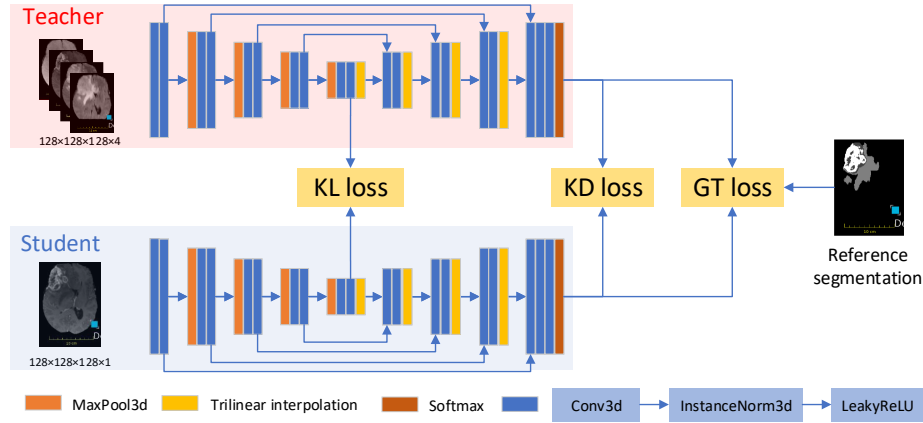 Teacher
128×128×128×4
KL loss
KD loss
GT loss
Student
Reference
segmentation
128×128×128×1
MaxPool3d
Trilinear interpolation
Softmax
Conv3d
InstanceNorm3d
LeakyReLU